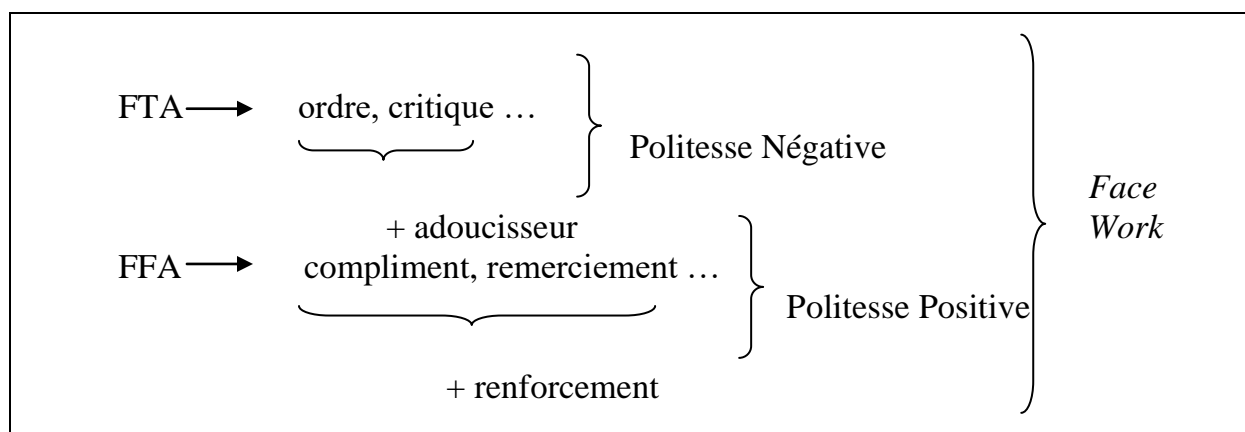 FTA ordre, critique …
Politesse Négative
Face
Work
+ adoucisseur
FFA compliment, remerciement …
Politesse Positive
+ renforcement